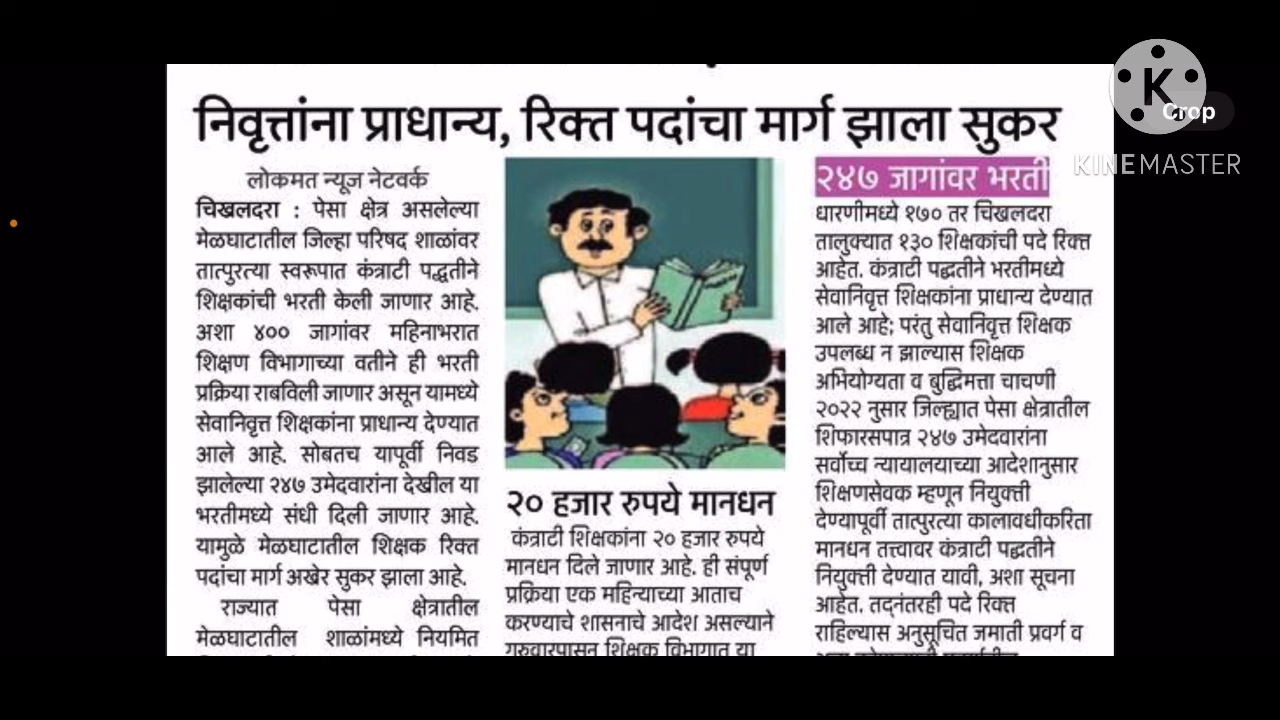 निवृत्तांना प्राधान्य, रिक्त पदांचा मार्ग झाला सुकर
लोकमत न्यूज नेटवर्क
चिखलदरा : पेसा क्षेत्र असलेल्या
मेळघाटातील जिल्हा परिषद शाळांवर
तात्पुरत्या स्वरूपात कंत्राटी पद्धतीने
शिक्षकांची भरती केली जाणार आहे.
अशा ४०० जागांवर महिनाभरात
शिक्षण विभागाच्या वतीने ही भरती
प्रक्रिया राबविली जाणार असून यामध्ये
सेवानिवृत्त शिक्षकांना प्राधान्य देण्यात
आले आहे. सोबतच यापूर्वी निवड
झालेल्या २४७ उमेदवारांना देखील या
भरतीमध्ये संधी दिली जाणार आहे.
यामुळे मेळघाटातील शिक्षक रिक्त
पदांचा मार्ग अखेर सुकर झाला आहे.
राज्यात पेसा क्षेत्रातील
मेळघाटातील शाळांमध्ये नियमित
२० हजार रुपये मानधन
कंत्राटी शिक्षकांना २० हजार रुपये
मानधन दिले जाणार आहे. ही संपूर्ण
प्रक्रिया एक महिन्याच्या आताच
करण्याचे शासनाचे आदेश असल्याने
गुरुवारपासून शिक्षक विभागात या
२४७ जागांवर भरती
धारणीमध्ये १७० तर चिखलदरा
तालुक्यात १३० शिक्षकांची पदे रिक्त
आहेत. कंत्राटी पद्धतीने भरतीमध्ये
सेवानिवृत्त शिक्षकांना प्राधान्य देण्यात
आले आहे; परंतु सेवानिवृत्त शिक्षक
उपलब्ध न झाल्यास शिक्षक
अभियोग्यता व बुद्धिमत्ता चाचणी
२०२२ नुसार जिल्ह्यात पेसा क्षेत्रातील
शिफारसपात्र २४७ उमेदवारांना
सर्वोच्च न्यायालयाच्या आदेशानुसार
शिक्षणसेवक म्हणून नियुक्ती
देण्यापूर्वी तात्पुरत्या कालावधीकरिता
मानधन तत्त्वावर कंत्राटी पद्धतीने
नियुक्ती देण्यात यावी, अशा सूचना
आहेत. तद्नंतरही पदे रिक्त
राहिल्यास अनुसूचित जमाती प्रवर्ग व
K
Crop
KINEMASTER